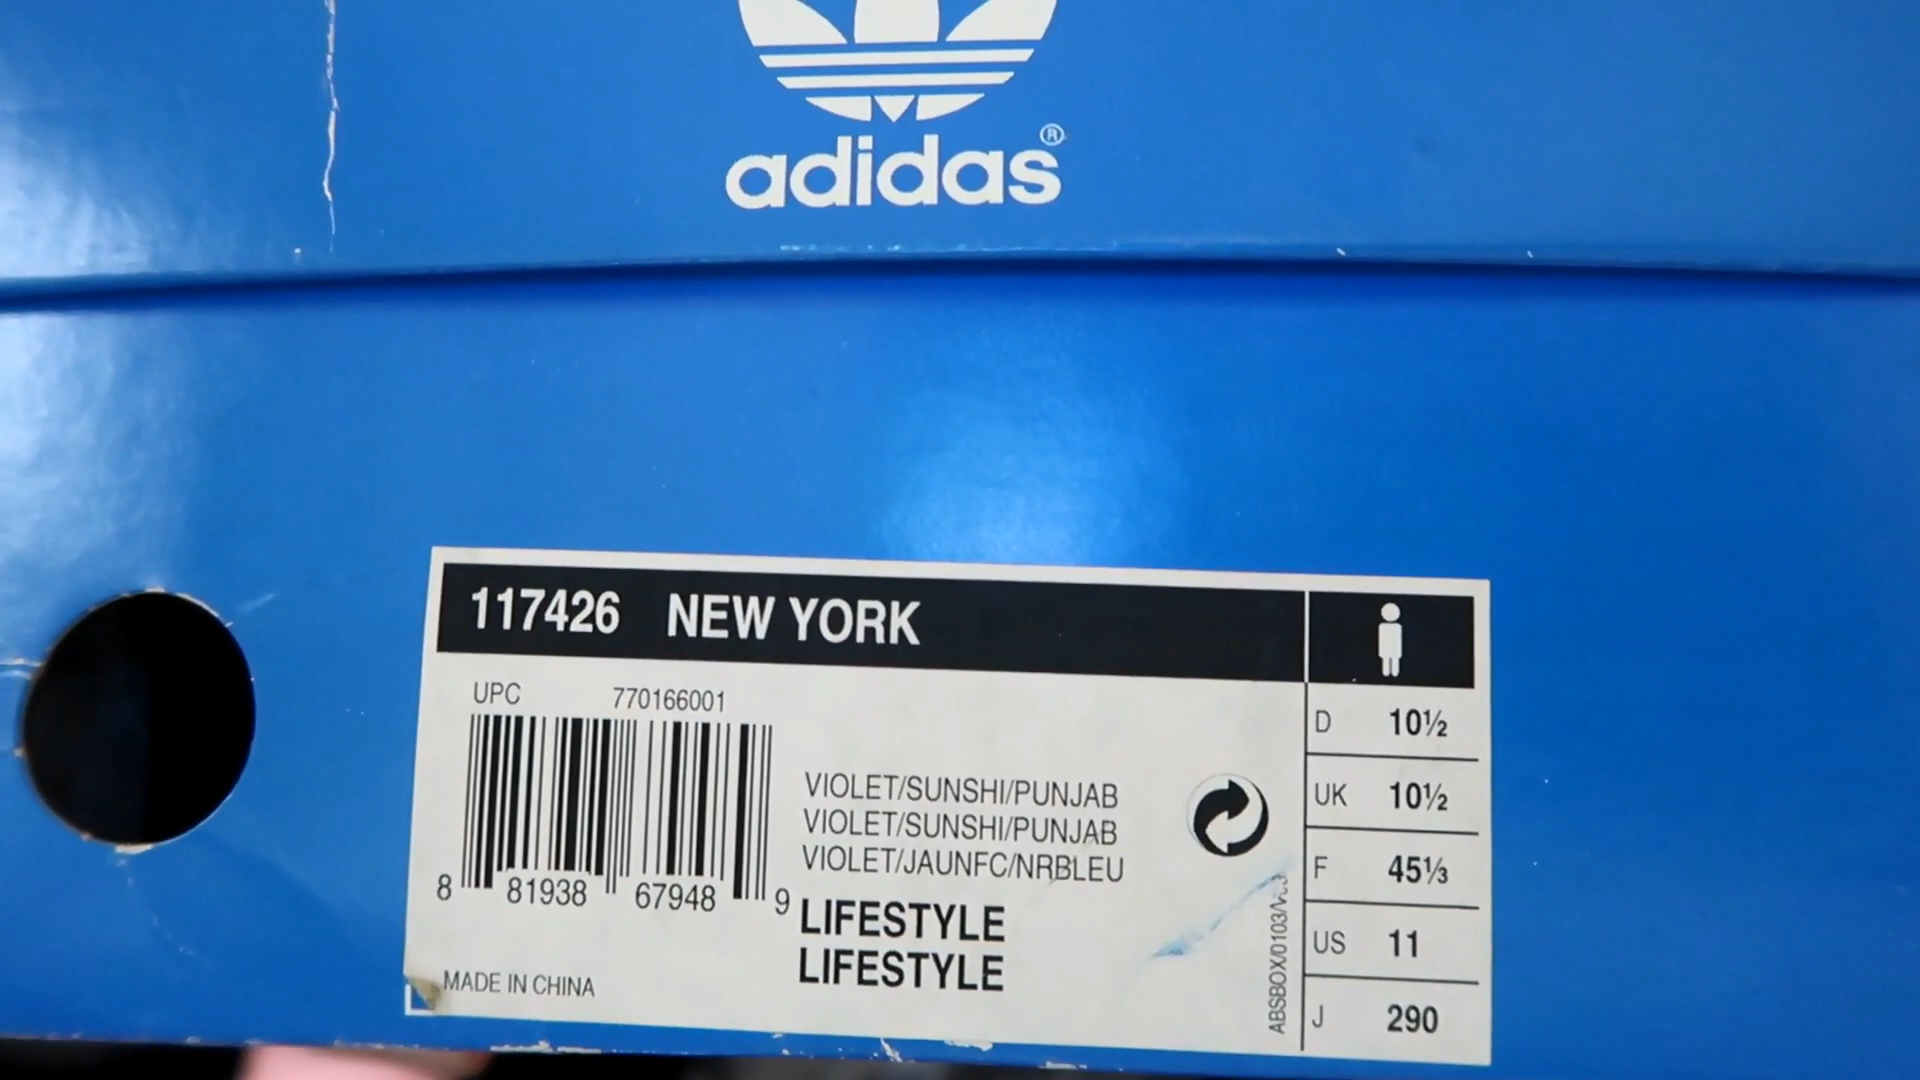 adidas®
117426 NEW YORK
UPC 770166001
8 81938 67948 9
VIOLET/SUNSHI/PUNJAB
VIOLET/SUNSHI/PUNJAB
VIOLET/JAUNFC/NRBLEU
LIFESTYLE
LIFESTYLE
MADE IN CHINA
D 10½
UK 10½
F 45⅓
US 11
J 290